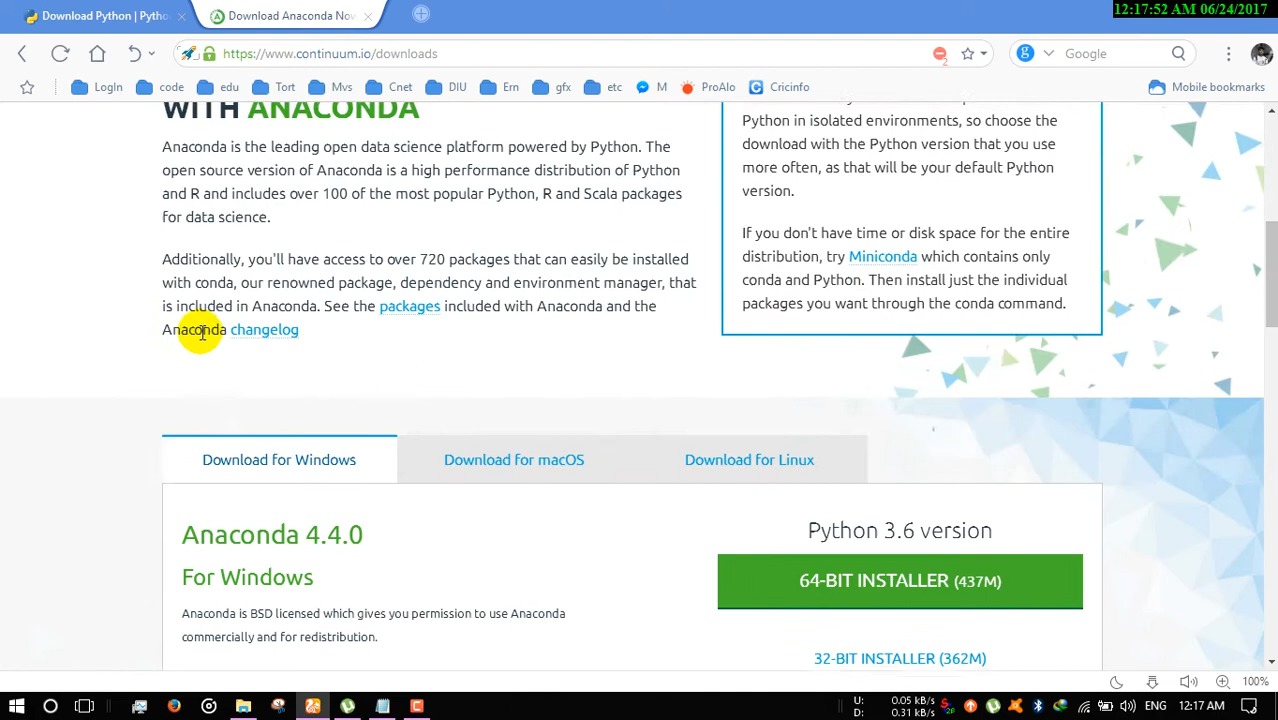 12:17:52 AM 06/24/2017
Download Python | Pytho
Download Anaconda Nov
https://www.continuum.io/downloads
2
Google
LogIn code edu Tort Mvs Cnet DIU Ern gfx etc M ProAlo Cricinfo Mobile bookmarks
WITH ANACONDA
Anaconda is the leading open data science platform powered by Python. The
open source version of Anaconda is a high performance distribution of Python
and R and includes over 100 of the most popular Python, R and Scala packages
for data science.
Additionally, you'll have access to over 720 packages that can easily be installed
with conda, our renowned package, dependency and environment manager, that
is included in Anaconda. See the packages included with Anaconda and the
Anaconda changelog
Python in isolated environments, so choose the
download with the Python version that you use
more often, as that will be your default Python
version.
If you don't have time or disk space for the entire
distribution, try Miniconda which contains only
conda and Python. Then install just the individual
packages you want through the conda command.
Download for Windows
Download for macOS
Download for Linux
Anaconda 4.4.0
For Windows
Anaconda is BSD licensed which gives you permission to use Anaconda
commercially and for redistribution.
Python 3.6 version
64-BIT INSTALLER (437M)
32-BIT INSTALLER (362M)
100%
U: 0.05 kB/s
D: 0.31 kB/s
ENG 12:17 AM